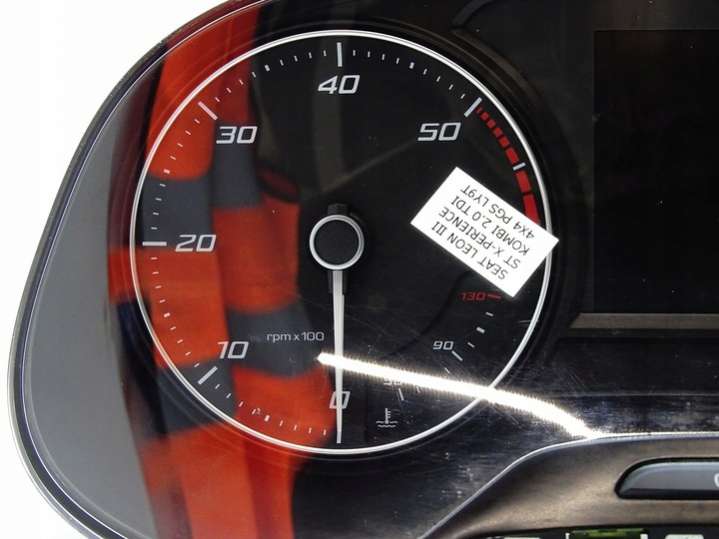 40
30
50
20
10
0
rpm x 100
SEAT LEON III
ST X-PERIENCE
KOMBI 2.0 TDI
4X4 PGS LY9T
130
90
50